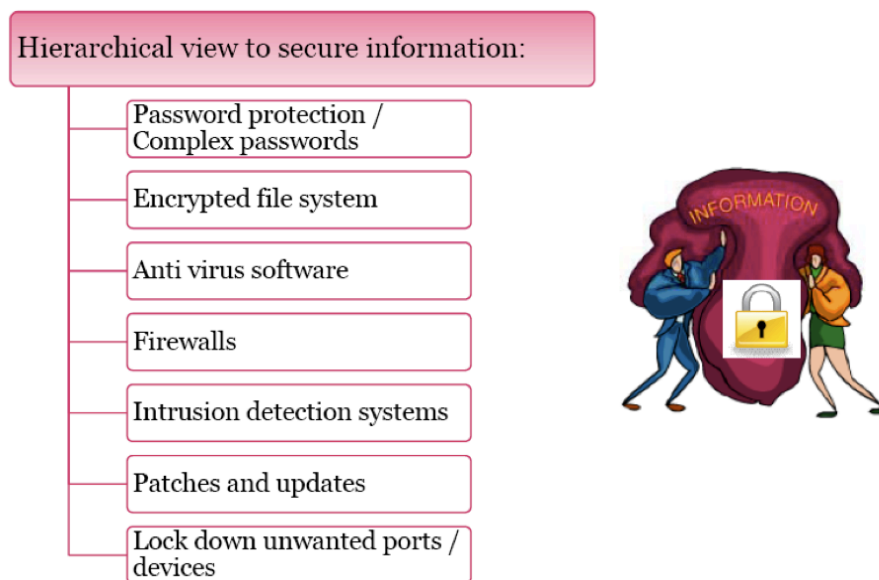 Hierarchical view to secure information:
Password protection /
Complex passwords
Encrypted file system
Anti virus software
Firewalls
Intrusion detection systems
Patches and updates
Lock down unwanted ports /
devices
INFORMATION